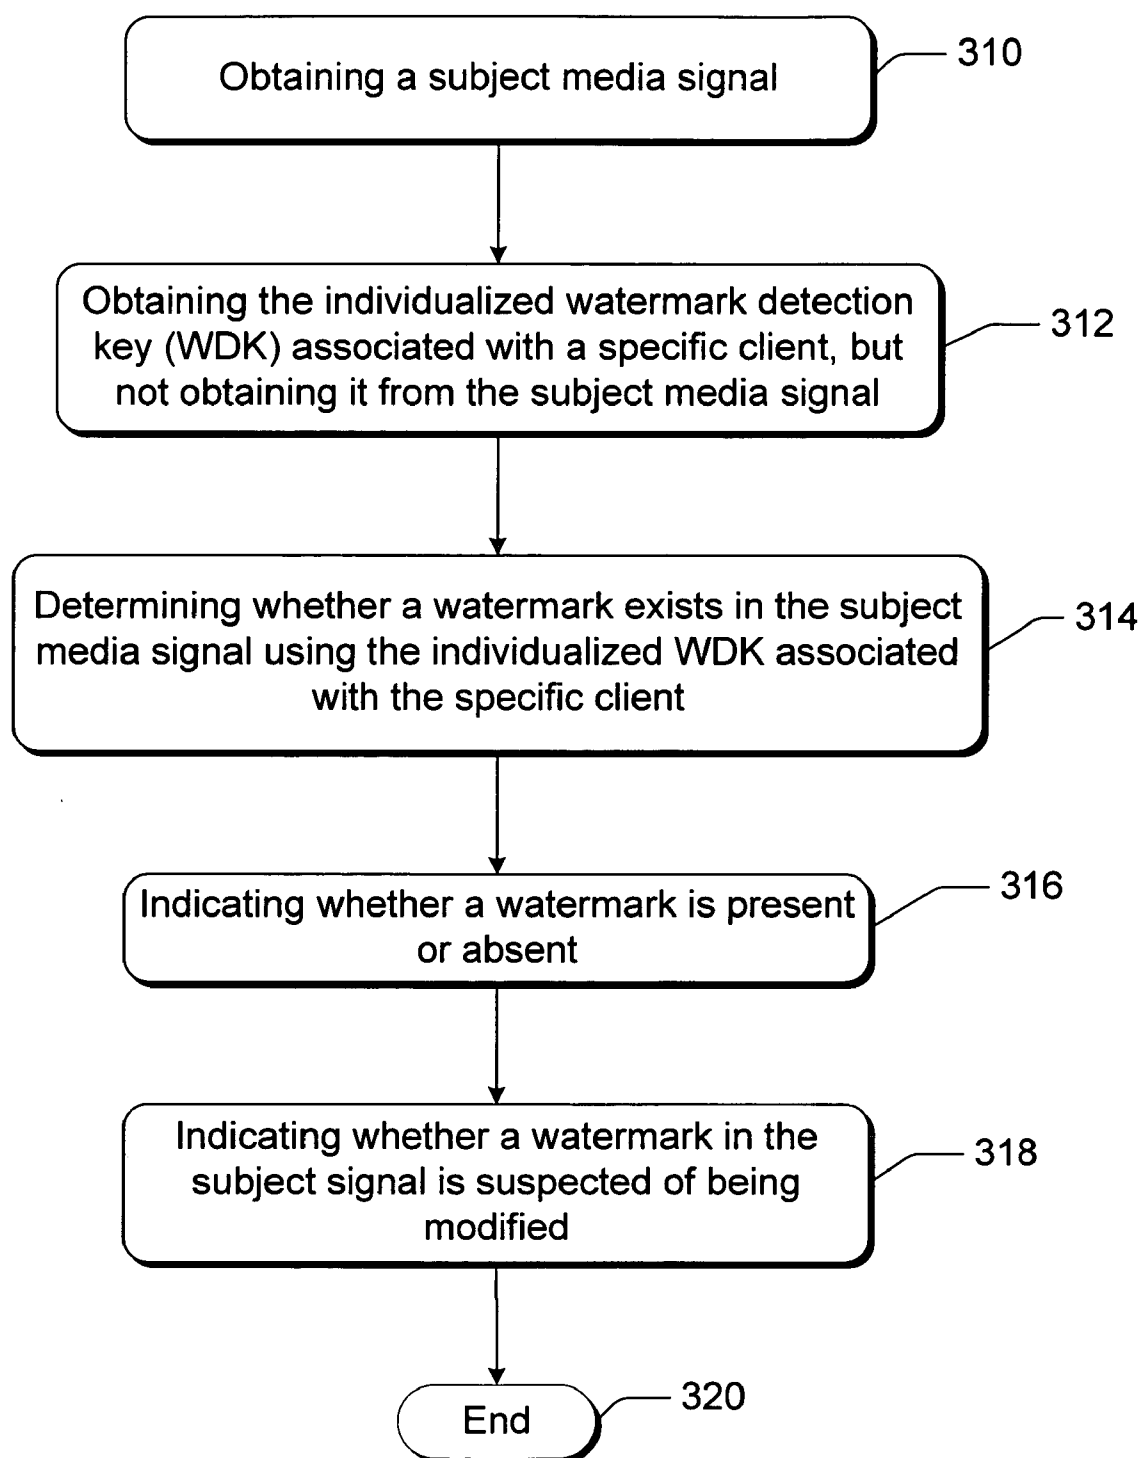 Obtaining a subject media signal
310
Obtaining the individualized watermark detection
key (WDK) associated with a specific client, but
not obtaining it from the subject media signal
312
Determining whether a watermark exists in the subject
media signal using the individualized WDK associated
with the specific client
314
Indicating whether a watermark is present
or absent
316
Indicating whether a watermark in the
subject signal is suspected of being
modified
318
End
320